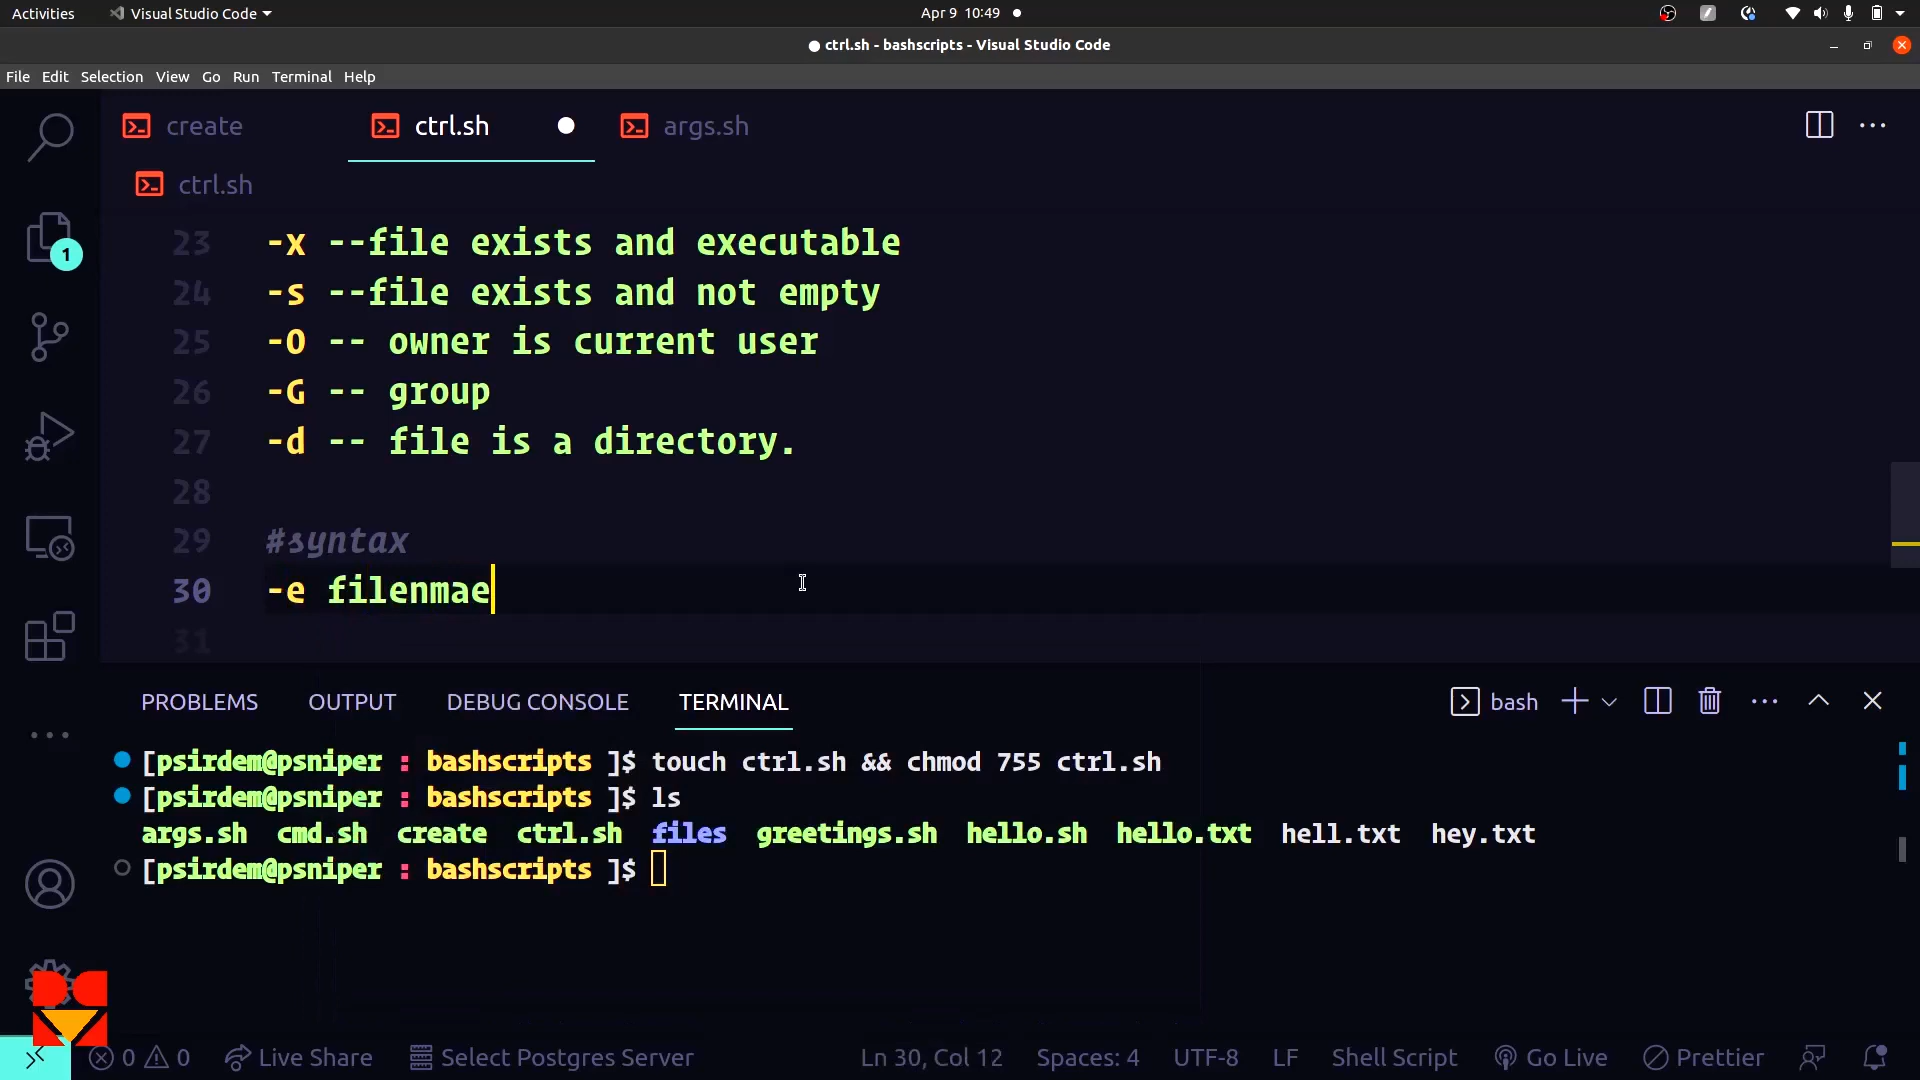 Activities Visual Studio Code Apr 9 10:49
ctrl.sh - bashscripts - Visual Studio Code
File Edit Selection View Go Run Terminal Help
create ctrl.sh args.sh
ctrl.sh
23 -x --file exists and executable
24 -s --file exists and not empty
25 -O -- owner is current user
26 -G -- group
27 -d -- file is a directory.
28
29 #syntax
30 -e filenmae
31
1
PROBLEMS OUTPUT DEBUG CONSOLE TERMINAL bash
[psirdem@psniper : bashscripts ]$ touch ctrl.sh && chmod 755 ctrl.sh
[psirdem@psniper : bashscripts ]$ ls
args.sh cmd.sh create ctrl.sh files greetings.sh hello.sh hello.txt hell.txt hey.txt
[psirdem@psniper : bashscripts ]$
0 0 Live Share Select Postgres Server Ln 30, Col 12 Spaces: 4 UTF-8 LF Shell Script Go Live Prettier